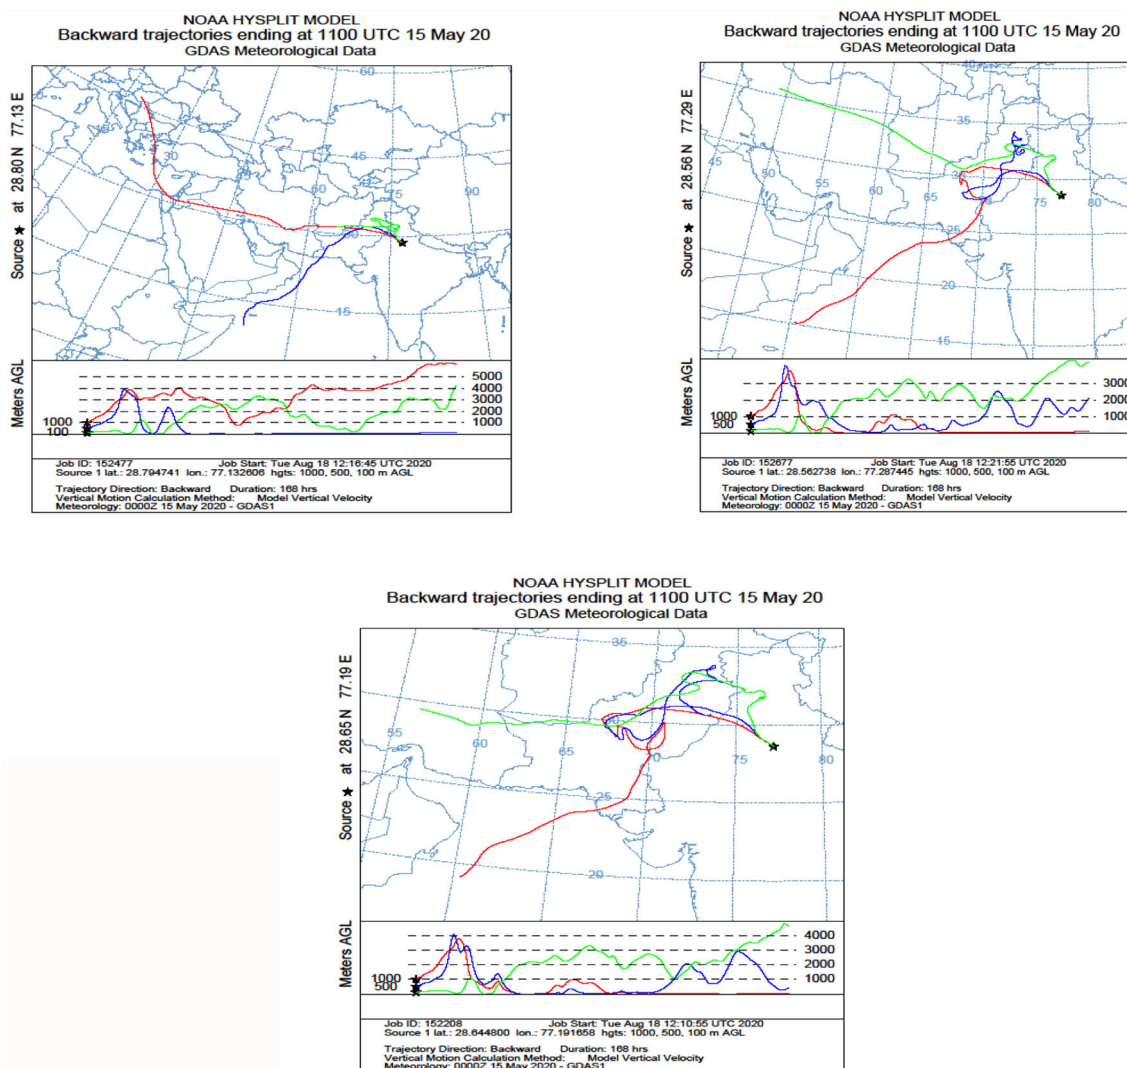 NOAA HYSPLIT MODEL
Backward trajectories ending at 1100 UTC 15 May 20
GDAS Meteorological Data
Source ★ at 28.80 N 77.13 E
60
45
30
45
60
75
90
15
Meters AGL
5000
4000
3000
2000
1000
1000
100
Job ID: 152477 Job Start: Tue Aug 18 12:16:45 UTC 2020
Source 1 lat.: 28.794741 lon.: 77.132606 hgts: 1000, 500, 100 m AGL
Trajectory Direction: Backward Duration: 168 hrs
Vertical Motion Calculation Method: Model Vertical Velocity
Meteorology: 0000Z 15 May 2020 - GDAS1
NOAA HYSPLIT MODEL
Backward trajectories ending at 1100 UTC 15 May 20
GDAS Meteorological Data
Source ★ at 28.56 N 77.29 E
40
35
45
50
55
60
65
30
70
75
80
25
20
15
Meters AGL
3000
2000
1000
1000
500
Job ID: 152677 Job Start: Tue Aug 18 12:21:55 UTC 2020
Source 1 lat.: 28.562738 lon.: 77.287445 hgts: 1000, 500, 100 m AGL
Trajectory Direction: Backward Duration: 168 hrs
Vertical Motion Calculation Method: Model Vertical Velocity
Meteorology: 0000Z 15 May 2020 - GDAS1
NOAA HYSPLIT MODEL
Backward trajectories ending at 1100 UTC 15 May 20
GDAS Meteorological Data
Source ★ at 28.65 N 77.19 E
35
55
60
65
30
70
75
80
25
20
Meters AGL
4000
3000
2000
1000
1000
500
Job ID: 152208 Job Start: Tue Aug 18 12:10:55 UTC 2020
Source 1 lat.: 28.644800 lon.: 77.191658 hgts: 1000, 500, 100 m AGL
Trajectory Direction: Backward Duration: 168 hrs
Vertical Motion Calculation Method: Model Vertical Velocity
Meteorology: 0000Z 15 May 2020 - GDAS1